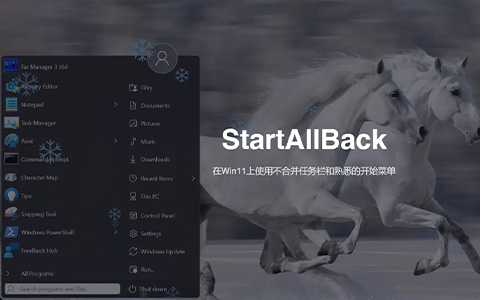 Far Manager 3 x64
Registry Editor
Notepad
Task Manager
Paint
Command Prompt
Character Map
Tips
Snipping Tool
Windows PowerShell
Feedback Hub
All Programs
Search programs and files
Documents
Pictures
Music
Downloads
Recent Items
This PC
Control Panel
Settings
Windows Update
Run...
Shut down
StartAllBack
在Win11上使用不合并任务栏和熟悉的开始菜单